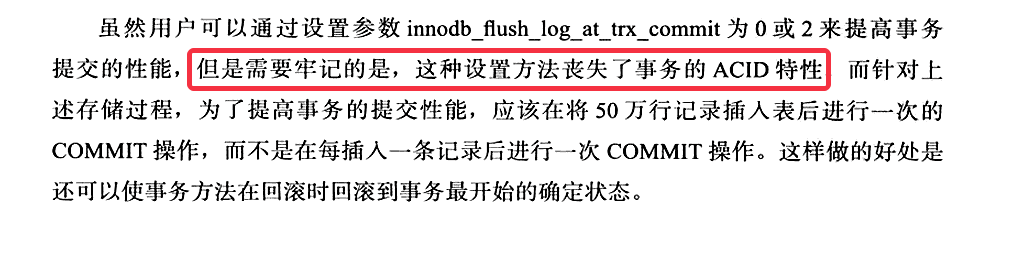 虽然用户可以通过设置参数 innodb_flush_log_at_trx_commit 为 0 或 2 来提高事务
提交的性能，但是需要牢记的是，这种设置方法丧失了事务的 ACID 特性 而针对上
述存储过程，为了提高事务的提交性能，应该在将 50 万行记录插入表后进行一次的
COMMIT 操作，而不是在每插入一条记录后进行一次 COMMIT 操作。这样做的好处是
还可以使事务方法在回滚时回滚到事务最开始的确定状态。